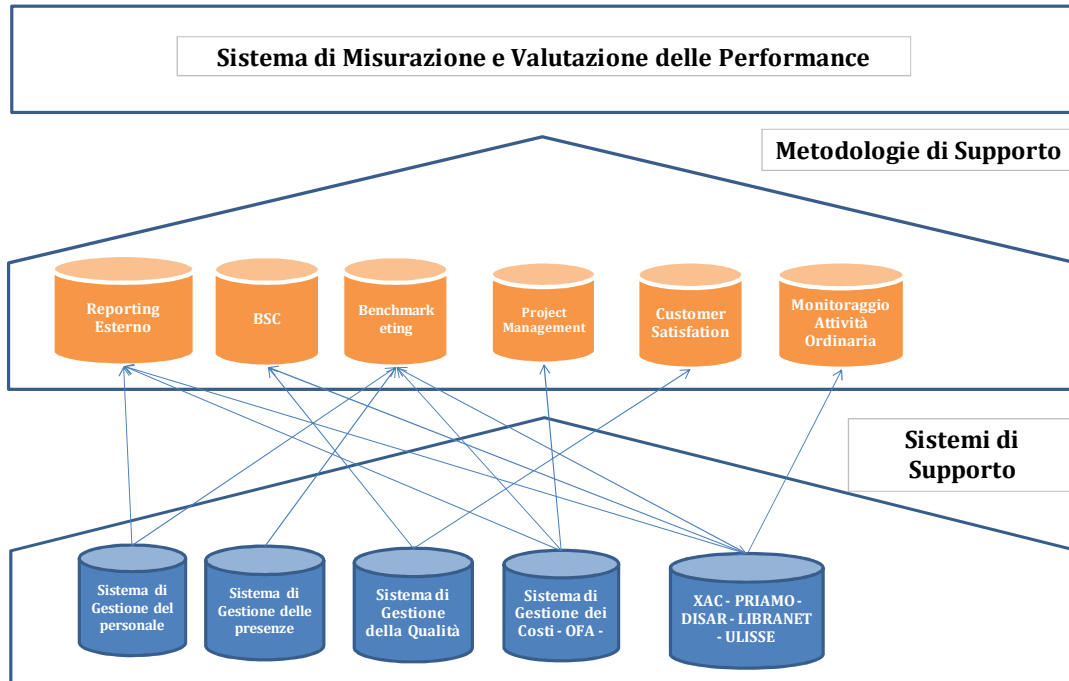 Sistema di Misurazione e Valutazione delle Performance
Metodologie di Supporto
Reporting
Esterno
BSC
Benchmark
eting
Project
Management
Customer
Satisfation
Monitoraggio
Attività
Ordinaria
Sistemi di
Supporto
Sistema di
Gestione del
personale
Sistema di
Gestione delle
presenze
Sistema di
Gestione
della Qualità
Sistema di
Gestione dei
Costi - OFA -
XAC - PRIAMO -
DISAR - LIBRANET
- ULISSE